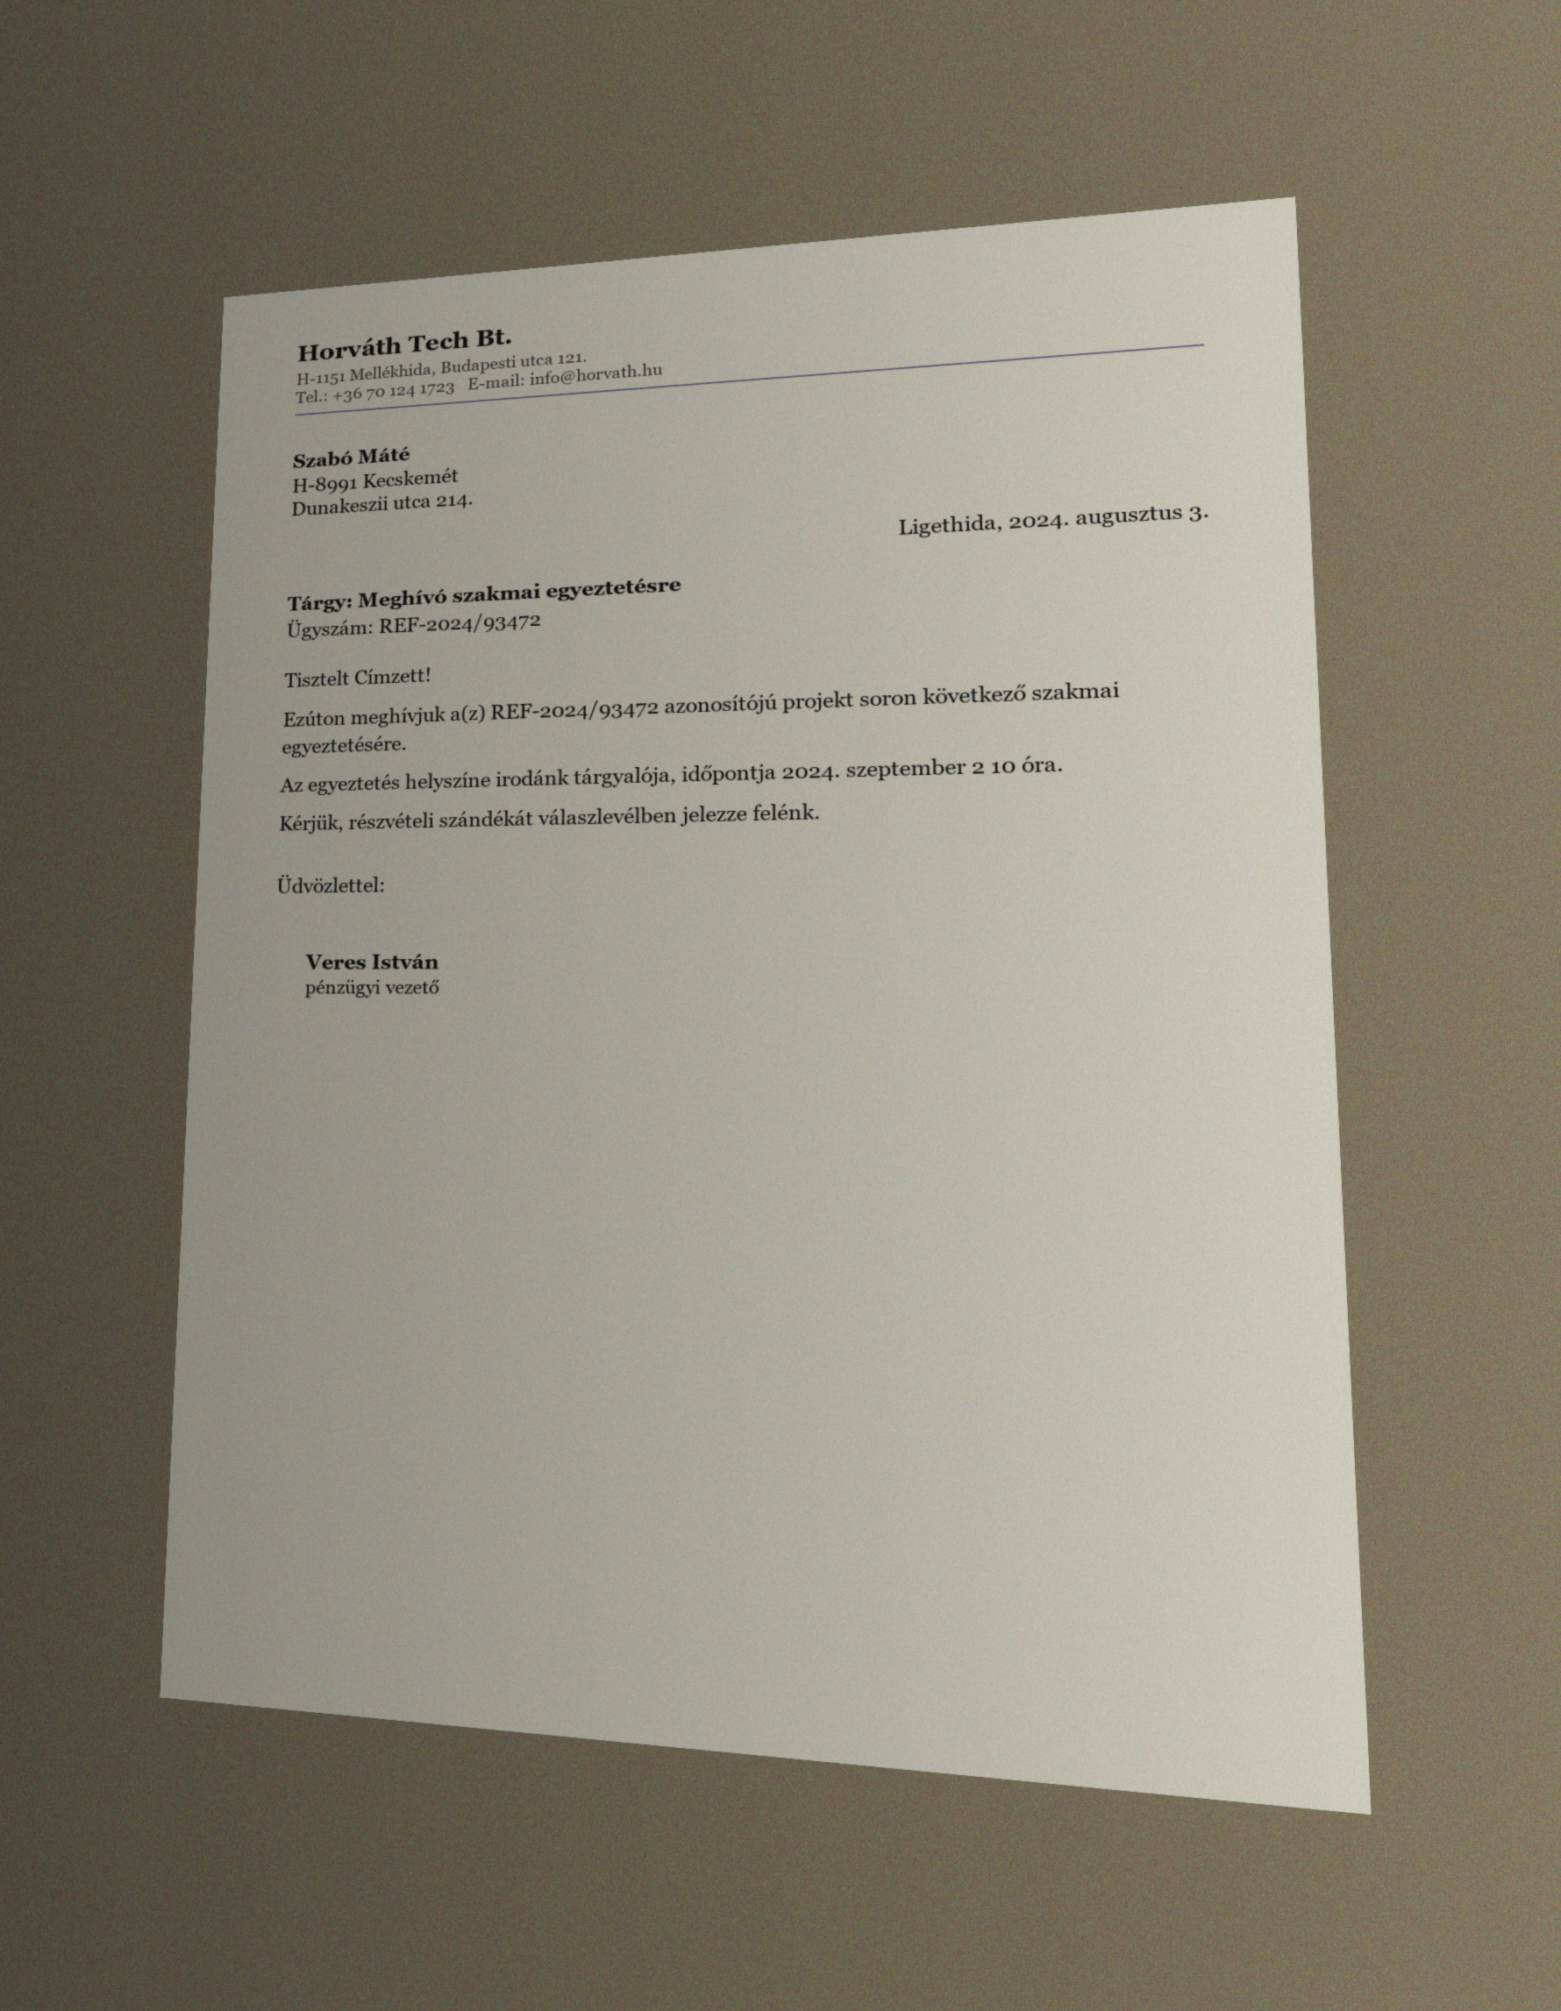 Horváth Tech Bt.
H-1151 Mellékhida, Budapesti utca 121.
Tel.: +36 70 124 1723 E-mail: info@horvath.hu
Szabó Máté
H-8991 Kecskemét
Dunakeszii utca 214.
Ligethida, 2024. augusztus 3.
Tárgy: Meghívó szakmai egyeztetésre
Ügyszám: REF-2024/93472
Tisztelt Címzett!
Ezúton meghívjuk a(z) REF-2024/93472 azonosítójú projekt soron következő szakmai
egyeztetésére.
Az egyeztetés helyszíne irodánk tárgyalója, időpontja 2024. szeptember 2 10 óra.
Kérjük, részvételi szándékát válaszlevélben jelezze felénk.
Üdvözlettel:
Veres István
pénzügyi vezető